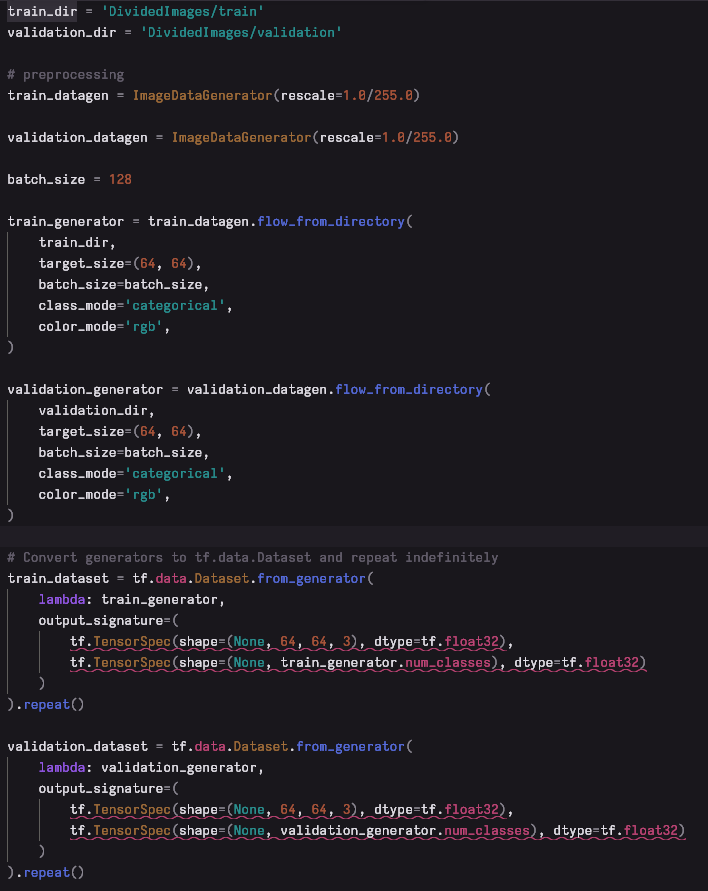 train_dir = 'DividedImages/train'
validation_dir = 'DividedImages/validation'
# preprocessing
train_datagen = ImageDataGenerator(rescale=1.0/255.0)
validation_datagen = ImageDataGenerator(rescale=1.0/255.0)
batch_size = 128
train_generator = train_datagen.flow_from_directory(
    train_dir,
    target_size=(64, 64),
    batch_size=batch_size,
    class_mode='categorical',
    color_mode='rgb',
)
validation_generator = validation_datagen.flow_from_directory(
    validation_dir,
    target_size=(64, 64),
    batch_size=batch_size,
    class_mode='categorical',
    color_mode='rgb',
)
# Convert generators to tf.data.Dataset and repeat indefinitely
train_dataset = tf.data.Dataset.from_generator(
    lambda: train_generator,
    output_signature=(
        tf.TensorSpec(shape=(None, 64, 64, 3), dtype=tf.float32),
        tf.TensorSpec(shape=(None, train_generator.num_classes), dtype=tf.float32)
    )
).repeat()
validation_dataset = tf.data.Dataset.from_generator(
    lambda: validation_generator,
    output_signature=(
        tf.TensorSpec(shape=(None, 64, 64, 3), dtype=tf.float32),
        tf.TensorSpec(shape=(None, validation_generator.num_classes), dtype=tf.float32)
    )
).repeat()